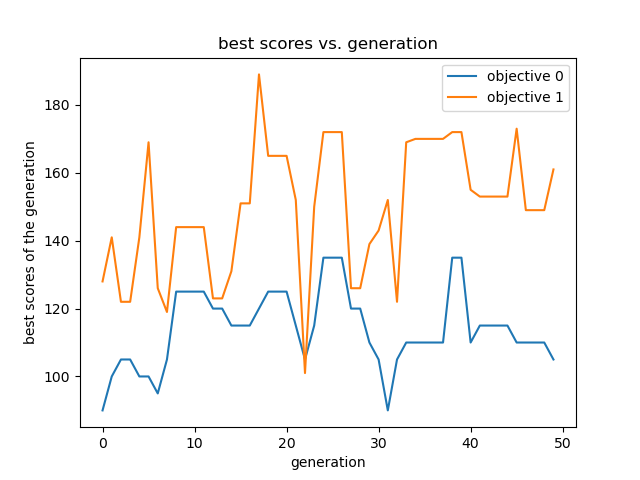 best scores vs. generation
objective 0
objective 1
best scores of the generation
180
160
140
120
100
0 10 20 30 40 50
generation